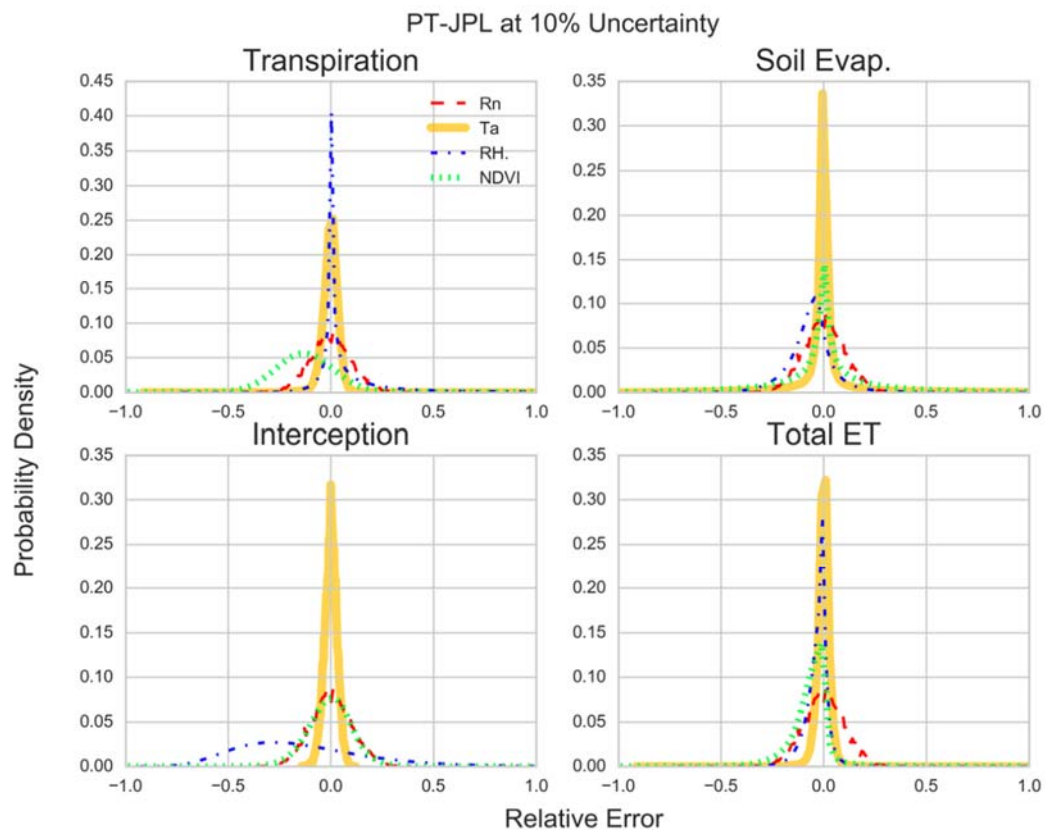 PT-JPL at 10% Uncertainty
Transpiration
0.45
0.40
0.35
0.30
0.25
0.20
0.15
0.10
0.05
0.00
−1.0 −0.5 0.0 0.5 1.0
Rn
Ta
RH.
NDVI
Soil Evap.
0.35
0.30
0.25
0.20
0.15
0.10
0.05
0.00
−1.0 −0.5 0.0 0.5 1.0
Interception
0.35
0.30
0.25
0.20
0.15
0.10
0.05
0.00
−1.0 −0.5 0.0 0.5 1.0
Total ET
0.35
0.30
0.25
0.20
0.15
0.10
0.05
0.00
−1.0 −0.5 0.0 0.5 1.0
Probability Density
Relative Error